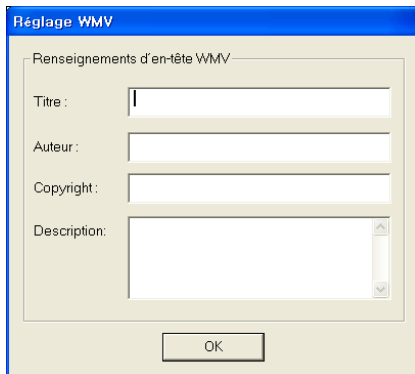 Réglage WMV
Renseignements d'en-tête WMV
Titre :
Auteur :
Copyright :
Description:
OK